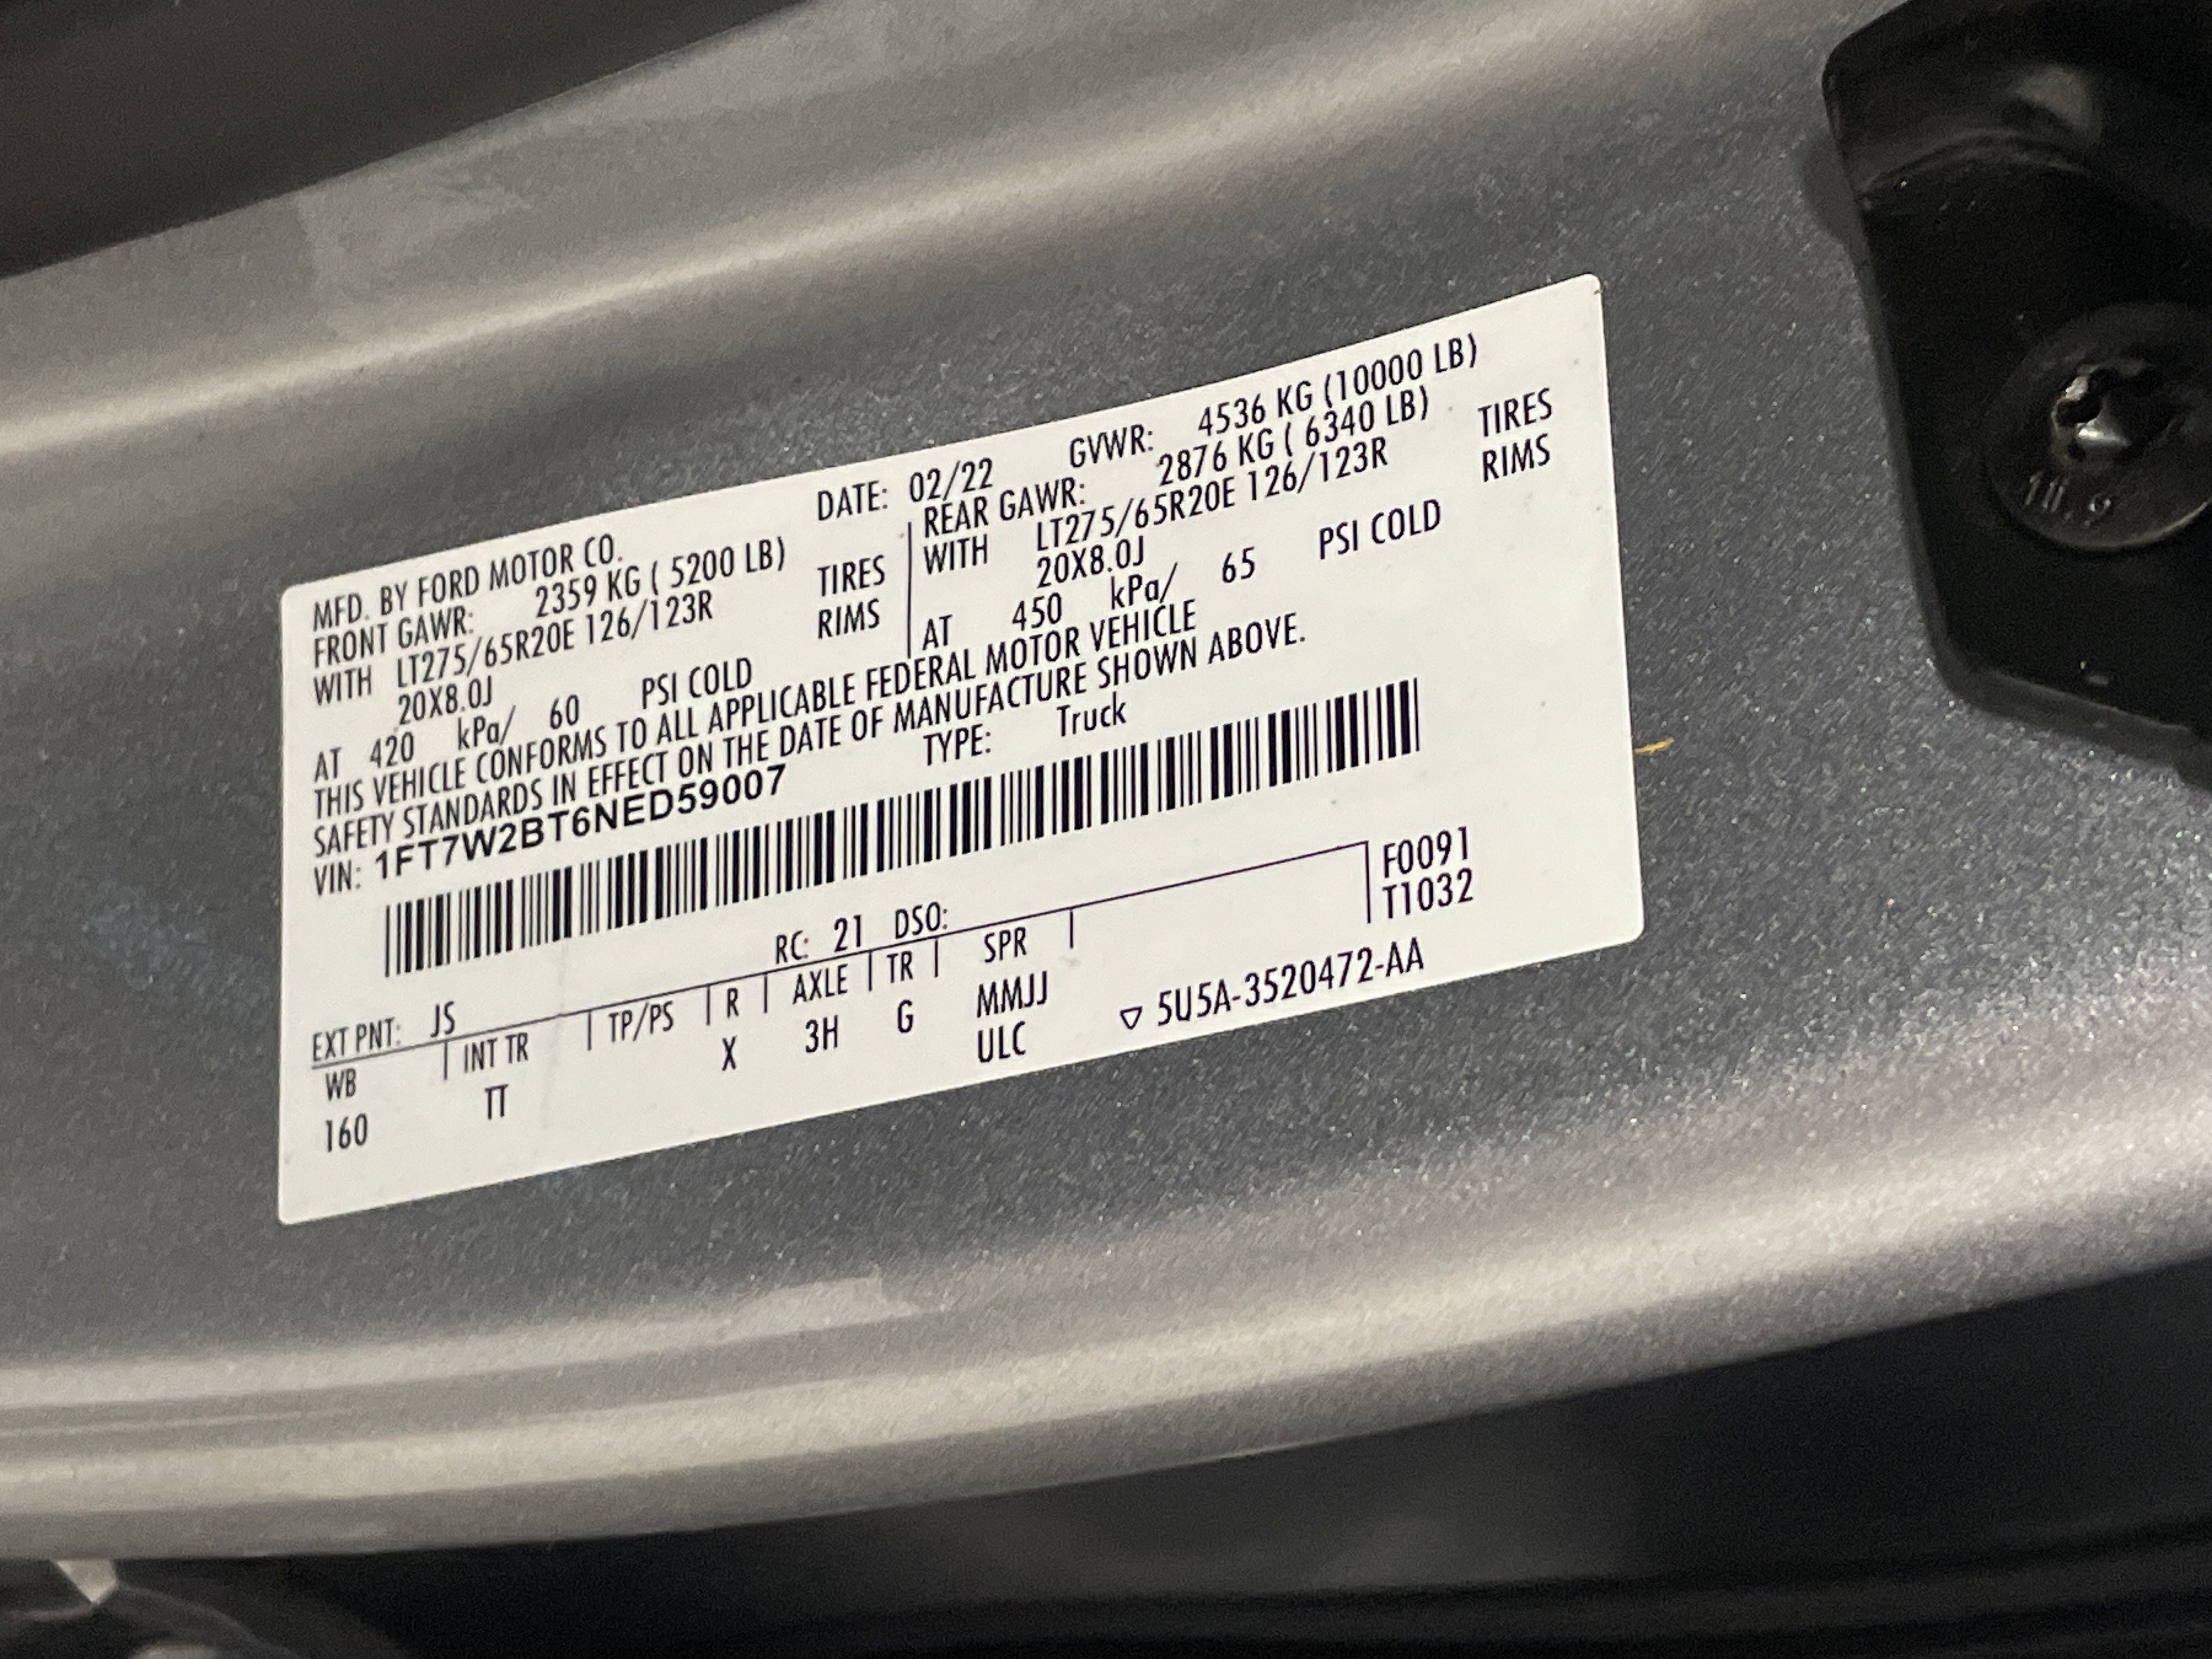 MFD. BY FORD MOTOR CO. DATE: 02/22 GVWR: 4536 KG (10000 LB)
FRONT GAWR: 2359 KG ( 5200 LB) REAR GAWR: 2876 KG ( 6340 LB)
WITH LT275/65R20E 126/123R TIRES WITH LT275/65R20E 126/123R TIRES
20X8.0J RIMS 20X8.0J RIMS
AT 420 kPa/ 60 PSI COLD AT 450 kPa/ 65 PSI COLD
THIS VEHICLE CONFORMS TO ALL APPLICABLE FEDERAL MOTOR VEHICLE
SAFETY STANDARDS IN EFFECT ON THE DATE OF MANUFACTURE SHOWN ABOVE.
VIN: 1FT7W2BT6NED59007 TYPE: Truck
F0091
T1032
EXT PNT: JS RC: 21 DSO:
WB INT TR TP/PS R AXLE TR SPR
160 TT X 3H G MMJJ
ULC
▽ 5U5A-3520472-AA
10.9